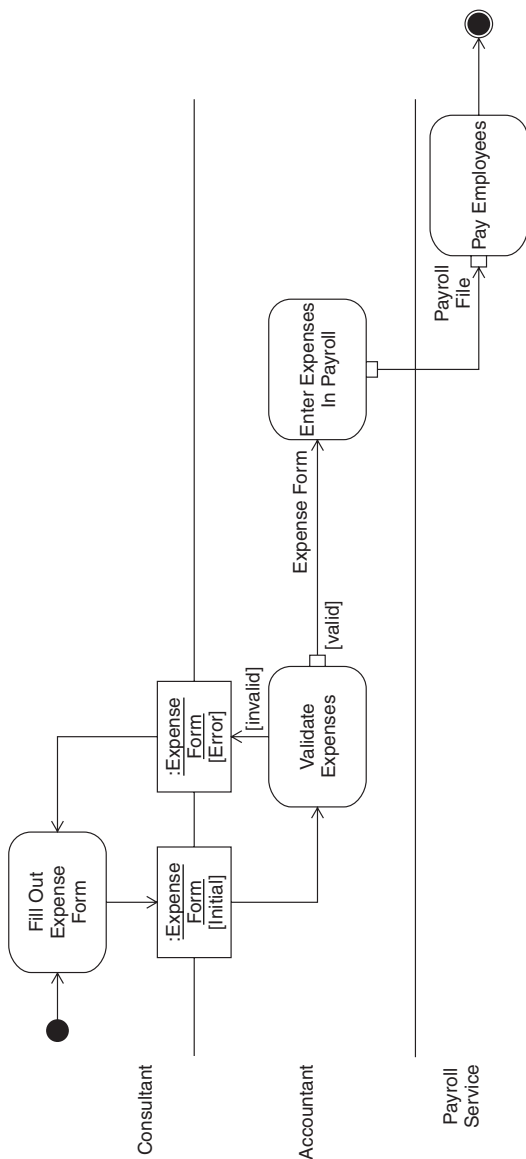 Consultant
Fill Out
Expense
Form
:Expense
Form
[Initial]
:Expense
Form
[Error]
Accountant
Validate
Expenses
[invalid]
[valid]
Expense Form
Enter Expenses
In Payroll
Payroll
Service
Payroll
File
Pay Employees